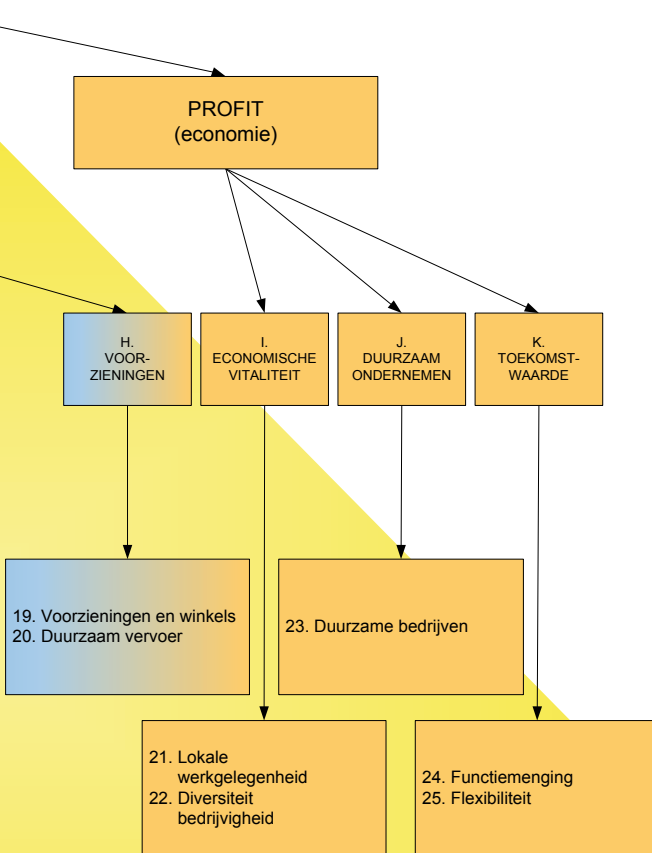 PROFIT
(economie)
H.
VOOR-
ZIENINGEN
I.
ECONOMISCHE
VITALITEIT
J.
DUURZAAM
ONDERNEMEN
K.
TOEKOMST-
WAARDE
19. Voorzieningen en winkels
20. Duurzaam vervoer
23. Duurzame bedrijven
21. Lokale
werkgelegenheid
22. Diversiteit
bedrijvigheid
24. Functiemenging
25. Flexibiliteit